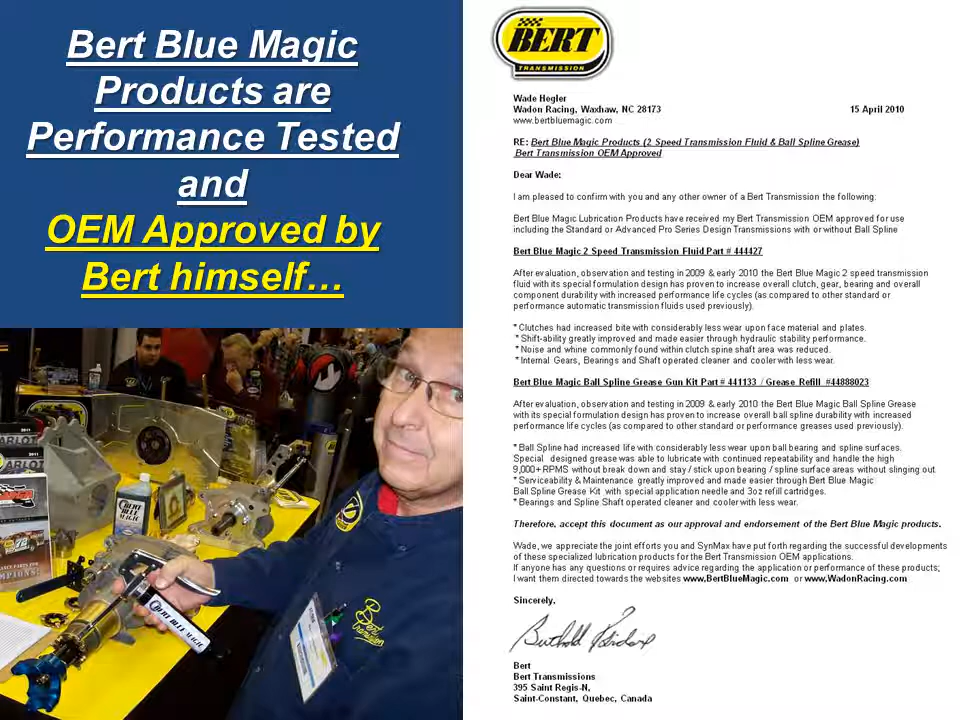 Bert Blue Magic
Products are
Performance Tested
and
OEM Approved by
Bert himself…
BERT
TRANSMISSION
Wade Hegler
Wadon Racing, Waxhaw, NC 28173 15 April 2010
www.bertbluemagic.com
RE: Bert Blue Magic Products (2 Speed Transmission Fluid & Ball Spline Grease)
Bert Transmission OEM Approved
Dear Wade:
I am pleased to confirm with you and any other owner of a Bert Transmission the following:
Bert Blue Magic Lubrication Products have received my Bert Transmission OEM approved for use
including the Standard or Advanced Pro Series Design Transmissions with or without Ball Spline
Bert Blue Magic 2 Speed Transmission Fluid Part # 444427
After evaluation, observation and testing in 2009 & early 2010 the Bert Blue Magic 2 speed transmission
fluid with its special formulation design has proven to increase overall clutch, gear, bearing and overall
component durability with increased performance life cycles (as compared to other standard or
performance automatic transmission fluids used previously).
* Clutches had increased bite with considerably less wear upon face material and plates.
* Shift-ability greatly improved and made easier through hydraulic stability performance.
* Noise and whine commonly found within clutch spine shaft area was reduced.
* Internal Gears, Bearings and Shaft operated cleaner and cooler with less wear.
Bert Blue Magic Ball Spline Grease Gun Kit Part # 441133 / Grease Refill #44888023
After evaluation, observation and testing in 2009 & early 2010 the Bert Blue Magic Ball Spline Grease
with its special formulation design has proven to increase overall ball spline durability with increased
performance life cycles (as compared to other standard or performance greases used previously).
* Ball Spline had increased life with considerably less wear upon ball bearing and spline surfaces.
Special designed grease was able to lubricate with continued repeatability and handle the high
9,000+ RPMS without break down and stay / stick upon bearing / spline surface areas without slinging out
* Serviceability & Maintenance greatly improved and made easier through Bert Blue Magic
Ball Spline Grease Kit with special application needle and 3oz refill cartridges.
* Bearings and Spline Shaft operated cleaner and cooler with less wear.
Therefore, accept this document as our approval and endorsement of the Bert Blue Magic products.
Wade, we appreciate the joint efforts you and SynMax have put forth regarding the successful developments
of these specialized lubrication products for the Bert Transmission OEM applications.
If anyone has any questions or requires advice regarding the application or performance of these products;
I want them directed towards the websites www.BertBlueMagic.com or www.WadonRacing.com
Sincerely,
Bert
Bert Transmissions
395 Saint Regis-N,
Saint-Constant, Quebec, Canada
BERT BLUE MAGIC
BERT
BLUE
MAGIC
Bert
Transmission